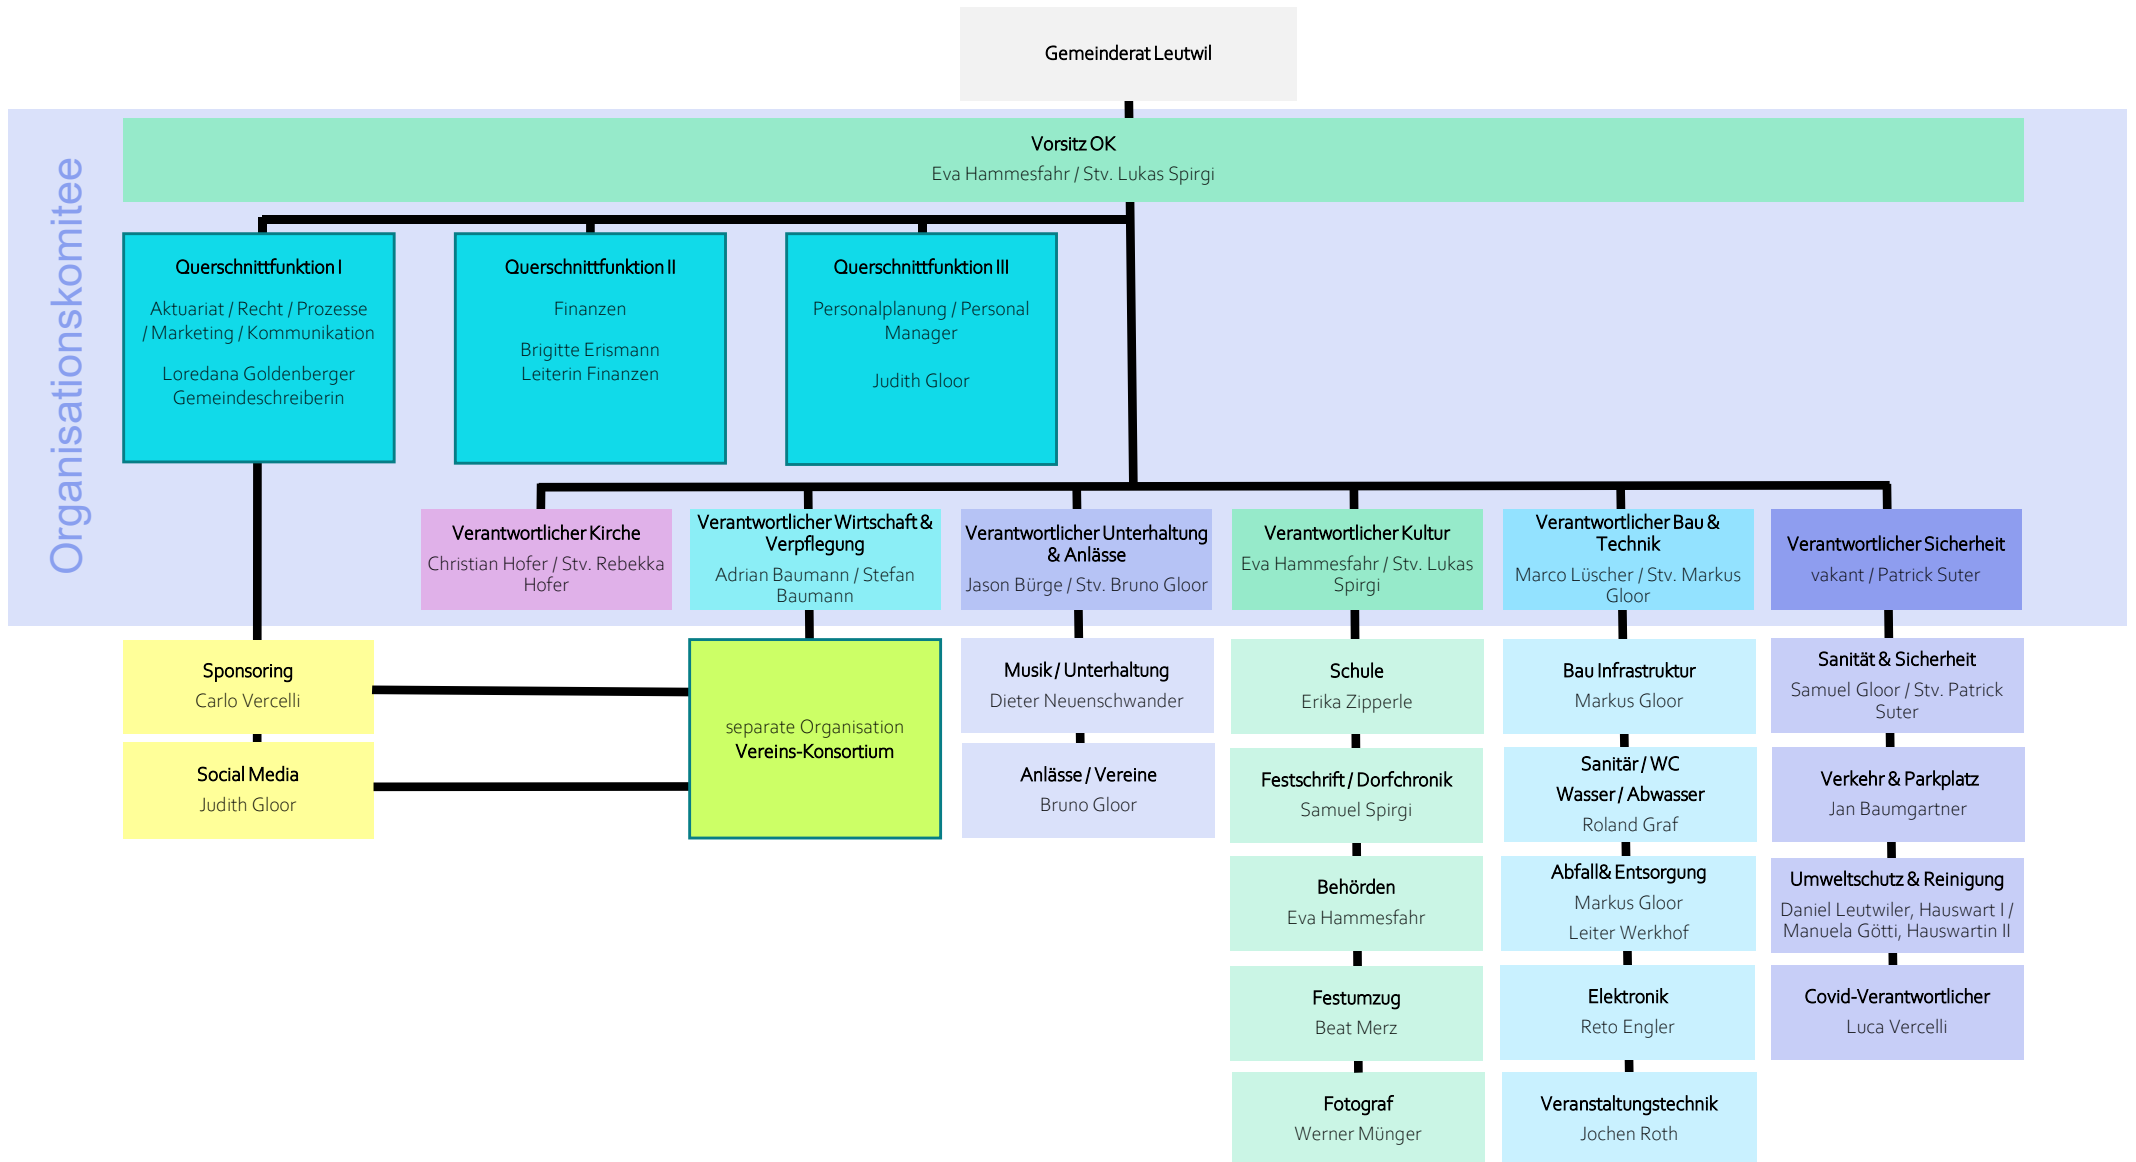 Gemeinderat Leutwil
Organisationskomitee
Vorsitz OK
Eva Hammesfahr / Stv. Lukas Spirgi
Querschnittfunktion I
Aktuariat / Recht / Prozesse
/ Marketing / Kommunikation
Loredana Goldenberger
Gemeindeschreiberin
Querschnittfunktion II
Finanzen
Brigitte Erismann
Leiterin Finanzen
Querschnittfunktion III
Personalplanung / Personal
Manager
Judith Gloor
Verantwortlicher Kirche
Christian Hofer / Stv. Rebekka
Hofer
Verantwortlicher Wirtschaft &
Verpflegung
Adrian Baumann / Stefan
Baumann
Verantwortlicher Unterhaltung
& Anlässe
Jason Bürge / Stv. Bruno Gloor
Verantwortlicher Kultur
Eva Hammesfahr / Stv. Lukas
Spirgi
Verantwortlicher Bau &
Technik
Marco Lüscher / Stv. Markus
Gloor
Verantwortlicher Sicherheit
vakant / Patrick Suter
Sponsoring
Carlo Vercelli
Social Media
Judith Gloor
separate Organisation
Vereins-Konsortium
Musik / Unterhaltung
Dieter Neuenschwander
Anlässe / Vereine
Bruno Gloor
Schule
Erika Zipperle
Festschrift / Dorfchronik
Samuel Spirgi
Behörden
Eva Hammesfahr
Festumzug
Beat Merz
Fotograf
Werner Münger
Bau Infrastruktur
Markus Gloor
Sanitär / WC
Wasser / Abwasser
Roland Graf
Abfall& Entsorgung
Markus Gloor
Leiter Werkhof
Elektronik
Reto Engler
Veranstaltungstechnik
Jochen Roth
Sanität & Sicherheit
Samuel Gloor / Stv. Patrick
Suter
Verkehr & Parkplatz
Jan Baumgartner
Umweltschutz & Reinigung
Daniel Leutwiler, Hauswart I /
Manuela Götti, Hauswartin II
Covid-Verantwortlicher
Luca Vercelli